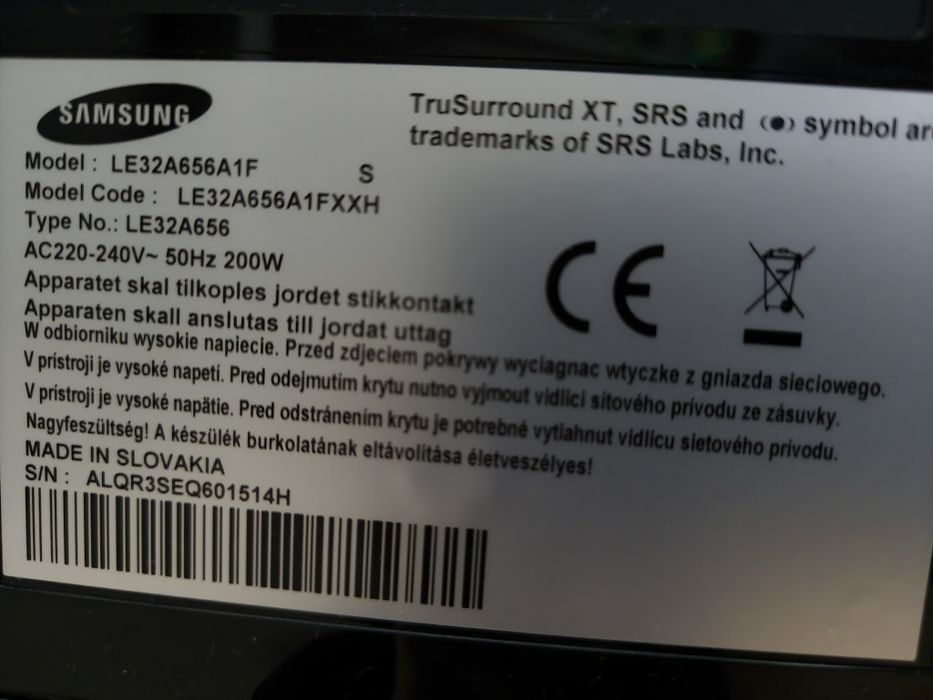 SAMSUNG
TruSurround XT, SRS and (●) symbol ar
trademarks of SRS Labs, Inc.
Model : LE32A656A1F S
Model Code : LE32A656A1FXXH
Type No.: LE32A656
AC220-240V~ 50Hz 200W
Apparatet skal tilkoples jordet stikkontakt
Apparaten skall anslutas till jordat uttag
W odbiorniku wysokie napiecie. Przed zdjeciem pokrywy wyciagnac wtyczke z gniazda sieciowego.
V prístroji je vysoké napetí. Pred odejmutím krytu nutno vyjmout vidlici sítového prívodu ze zásuvky.
V prístroji je vysoké napätie. Pred odstránením krytu je potrebné vytiahnut vidlicu sietového prívodu.
Nagyfeszültség! A készülék burkolatának eltávolítása életveszélyes!
MADE IN SLOVAKIA
S/N : ALQR3SEQ601514H
CE